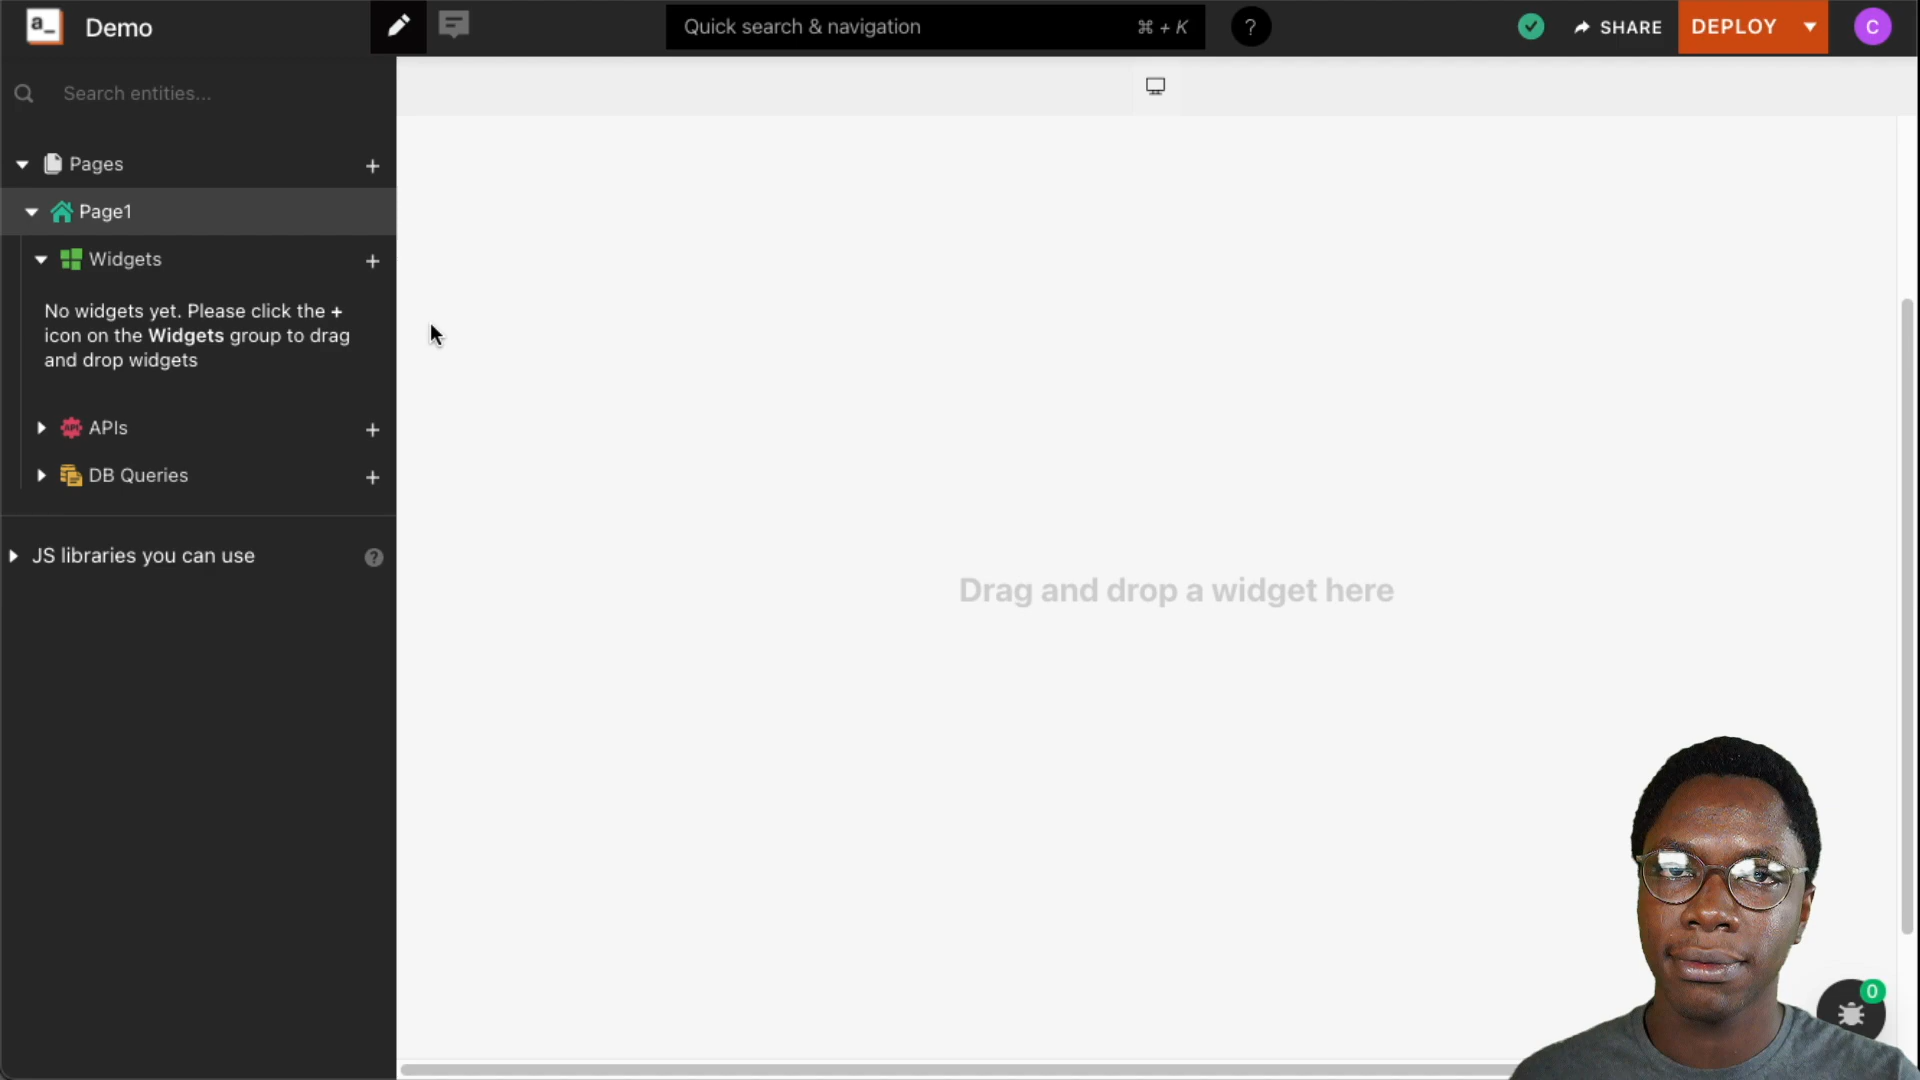 a_
Demo
Quick search & navigation
⌘ + K
?
SHARE
DEPLOY
C
Search entities...
Pages
+
Page1
Widgets
+
No widgets yet. Please click the +
icon on the Widgets group to drag
and drop widgets
API
APIs
+
DB Queries
+
JS libraries you can use
?
Drag and drop a widget here
0